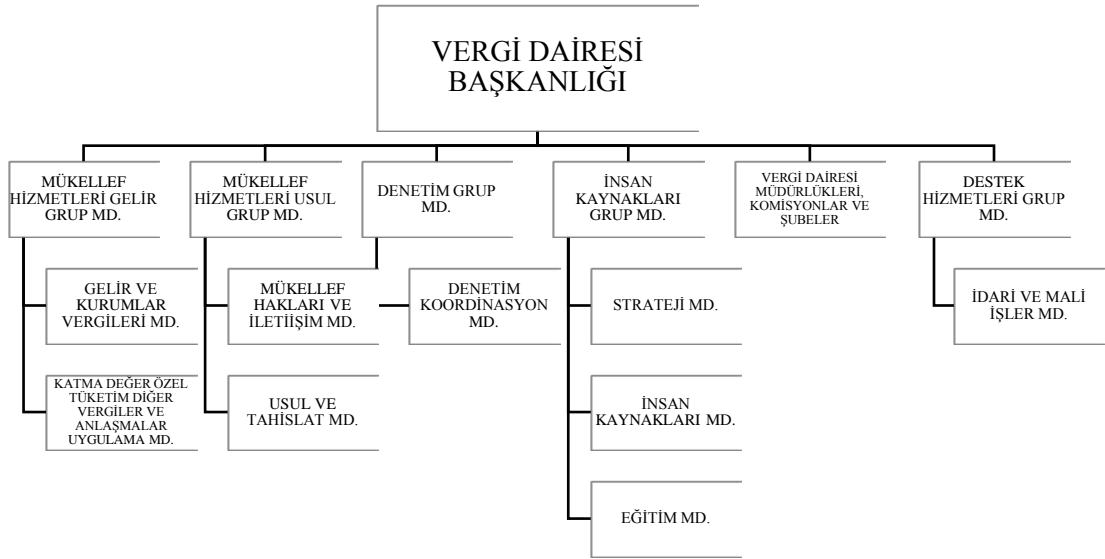 VERGİ DAİRESİ
BAŞKANLIĞI
MÜKELLEF
HİZMETLERİ GELİR
GRUP MD.
MÜKELLEF
HİZMETLERİ USUL
GRUP MD.
DENETİM GRUP
MD.
İNSAN
KAYNAKLARI
GRUP MD.
VERGİ DAİRESİ
MÜDÜRLÜKLERİ,
KOMİSYONLAR VE
ŞUBELER
DESTEK
HİZMETLERİ GRUP
MD.
GELİR VE
KURUMLAR
VERGİLERİ MD.
MÜKELLEF
HAKLARI VE
İLETİİŞİM MD.
DENETİM
KOORDİNASYON
MD.
STRATEJİ MD.
İDARİ VE MALİ
İŞLER MD.
KATMA DEĞER ÖZEL
TÜKETİM DİĞER
VERGİLER VE
ANLAŞMALAR
UYGULAMA MD.
USUL VE
TAHİSLAT MD.
İNSAN
KAYNAKLARI MD.
EĞİTİM MD.